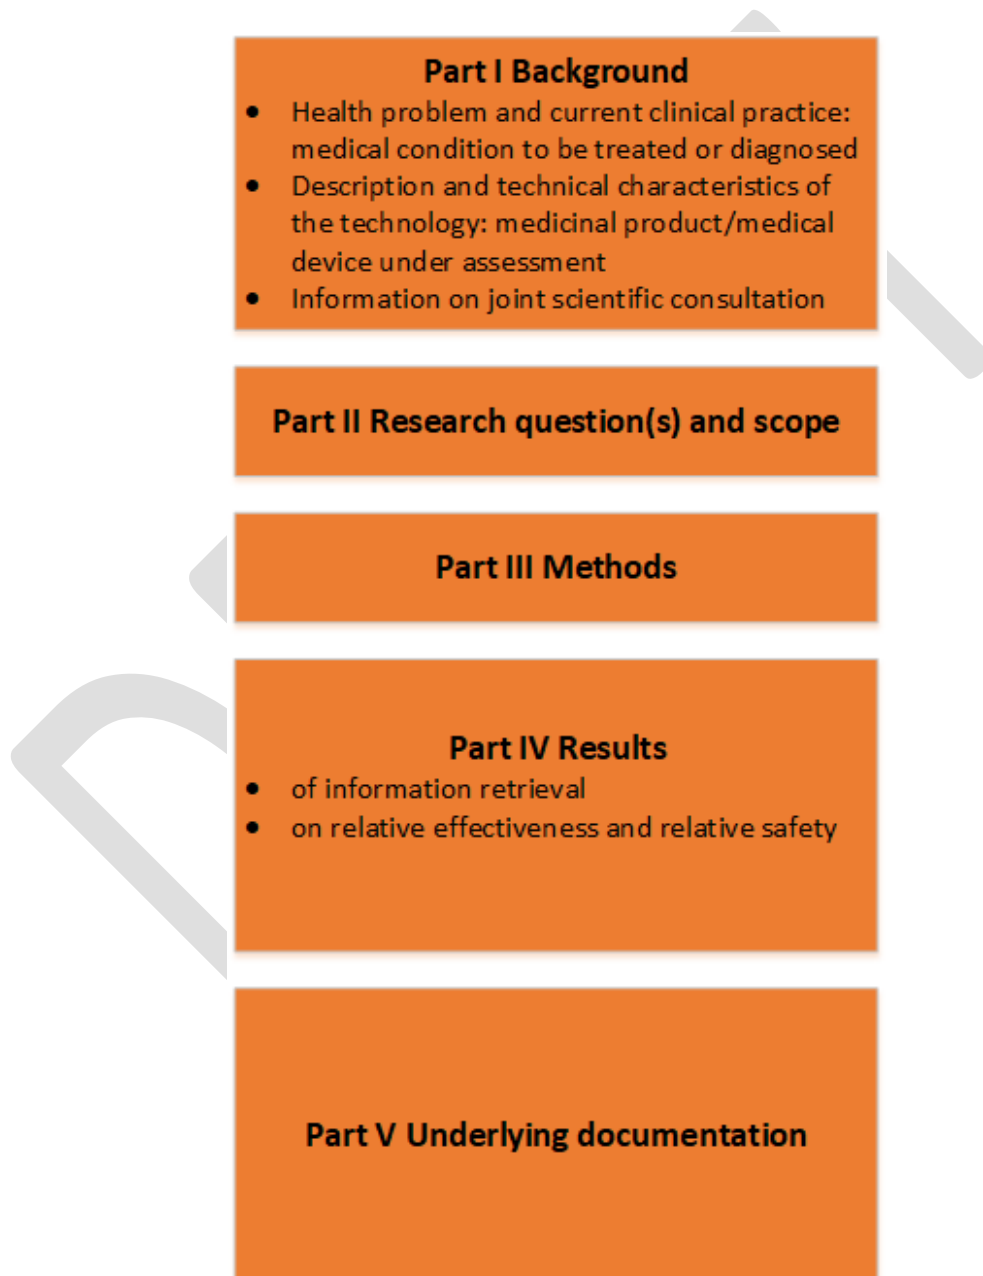 Part I Background
• Health problem and current clinical practice:
medical condition to be treated or diagnosed
• Description and technical characteristics of
the technology: medicinal product/medical
device under assessment
• Information on joint scientific consultation
Part II Research question(s) and scope
Part III Methods
Part IV Results
• of information retrieval
• on relative effectiveness and relative safety
Part V Underlying documentation